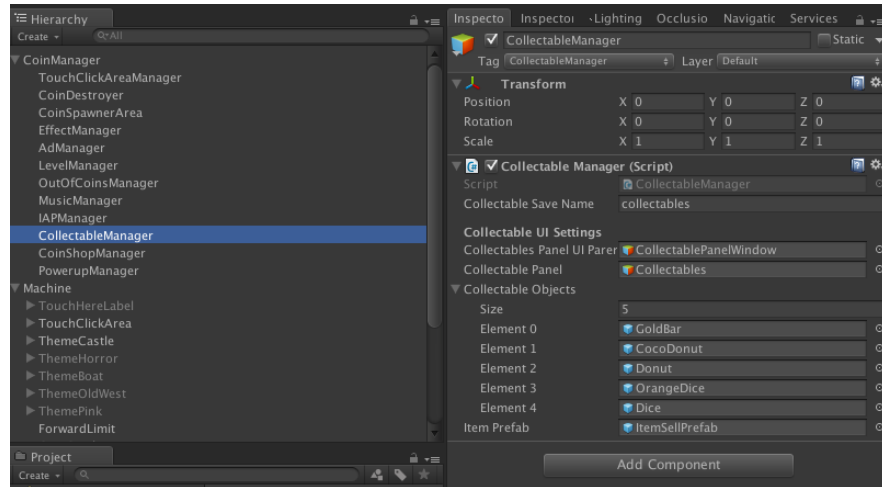 Hierarchy
Create
Q▾All
CoinManager
TouchClickAreaManager
CoinDestroyer
CoinSpawnerArea
EffectManager
AdManager
LevelManager
OutOfCoinsManager
MusicManager
IAPManager
CollectableManager
CoinShopManager
PowerupManager
Machine
TouchHereLabel
TouchClickArea
ThemeCastle
ThemeHorror
ThemeBoat
ThemeOldWest
ThemePink
ForwardLimit
Project
Create
Inspecto Inspector Lighting Occlusio Navigatic Services
CollectableManager Static
Tag CollectableManager Layer Default
Transform
Position X 0 Y 0 Z 0
Rotation X 0 Y 0 Z 0
Scale X 1 Y 1 Z 1
Collectable Manager (Script)
Script CollectableManager
Collectable Save Name collectables
Collectable UI Settings
Collectables Panel UI Parer CollectablePanelWindow
Collectable Panel Collectables
Collectable Objects
Size 5
Element 0 GoldBar
Element 1 CocoDonut
Element 2 Donut
Element 3 OrangeDice
Element 4 Dice
Item Prefab ItemSellPrefab
Add Component